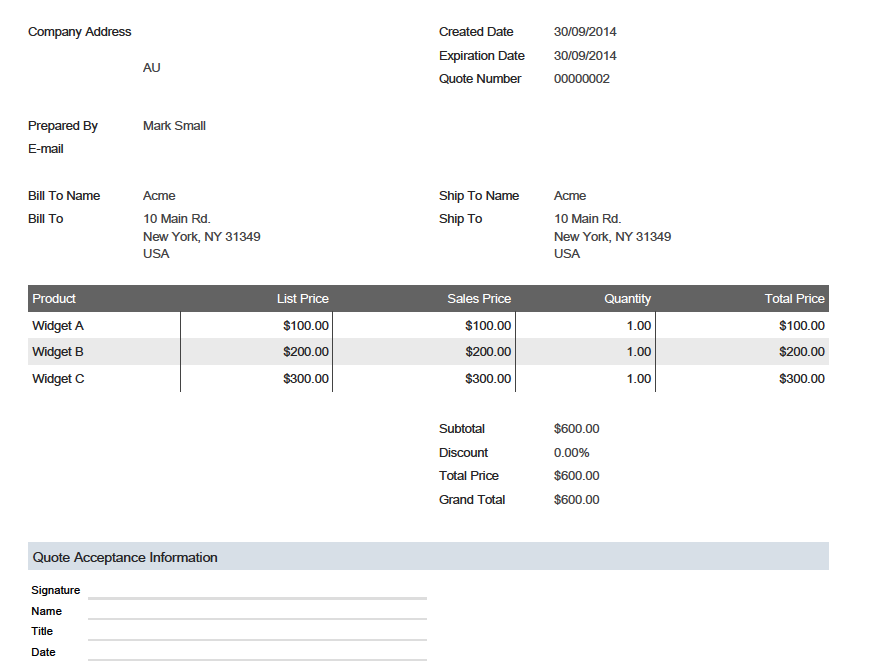 Company Address
AU
Created Date 30/09/2014
Expiration Date 30/09/2014
Quote Number 00000002
Prepared By Mark Small
E-mail
Bill To Name Acme
Bill To 10 Main Rd.
New York, NY 31349
USA
Ship To Name Acme
Ship To 10 Main Rd.
New York, NY 31349
USA
Product List Price Sales Price Quantity Total Price
Widget A $100.00 $100.00 1.00 $100.00
Widget B $200.00 $200.00 1.00 $200.00
Widget C $300.00 $300.00 1.00 $300.00
Subtotal $600.00
Discount 0.00%
Total Price $600.00
Grand Total $600.00
Quote Acceptance Information
Signature
Name
Title
Date